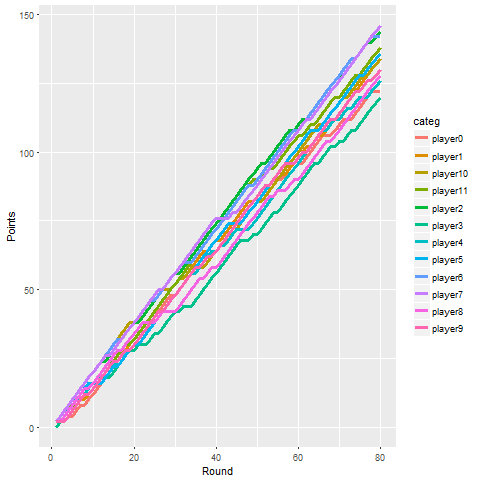 150
100
50
0
Points
0
20
40
60
80
Round
categ
player0
player1
player10
player11
player2
player3
player4
player5
player6
player7
player8
player9